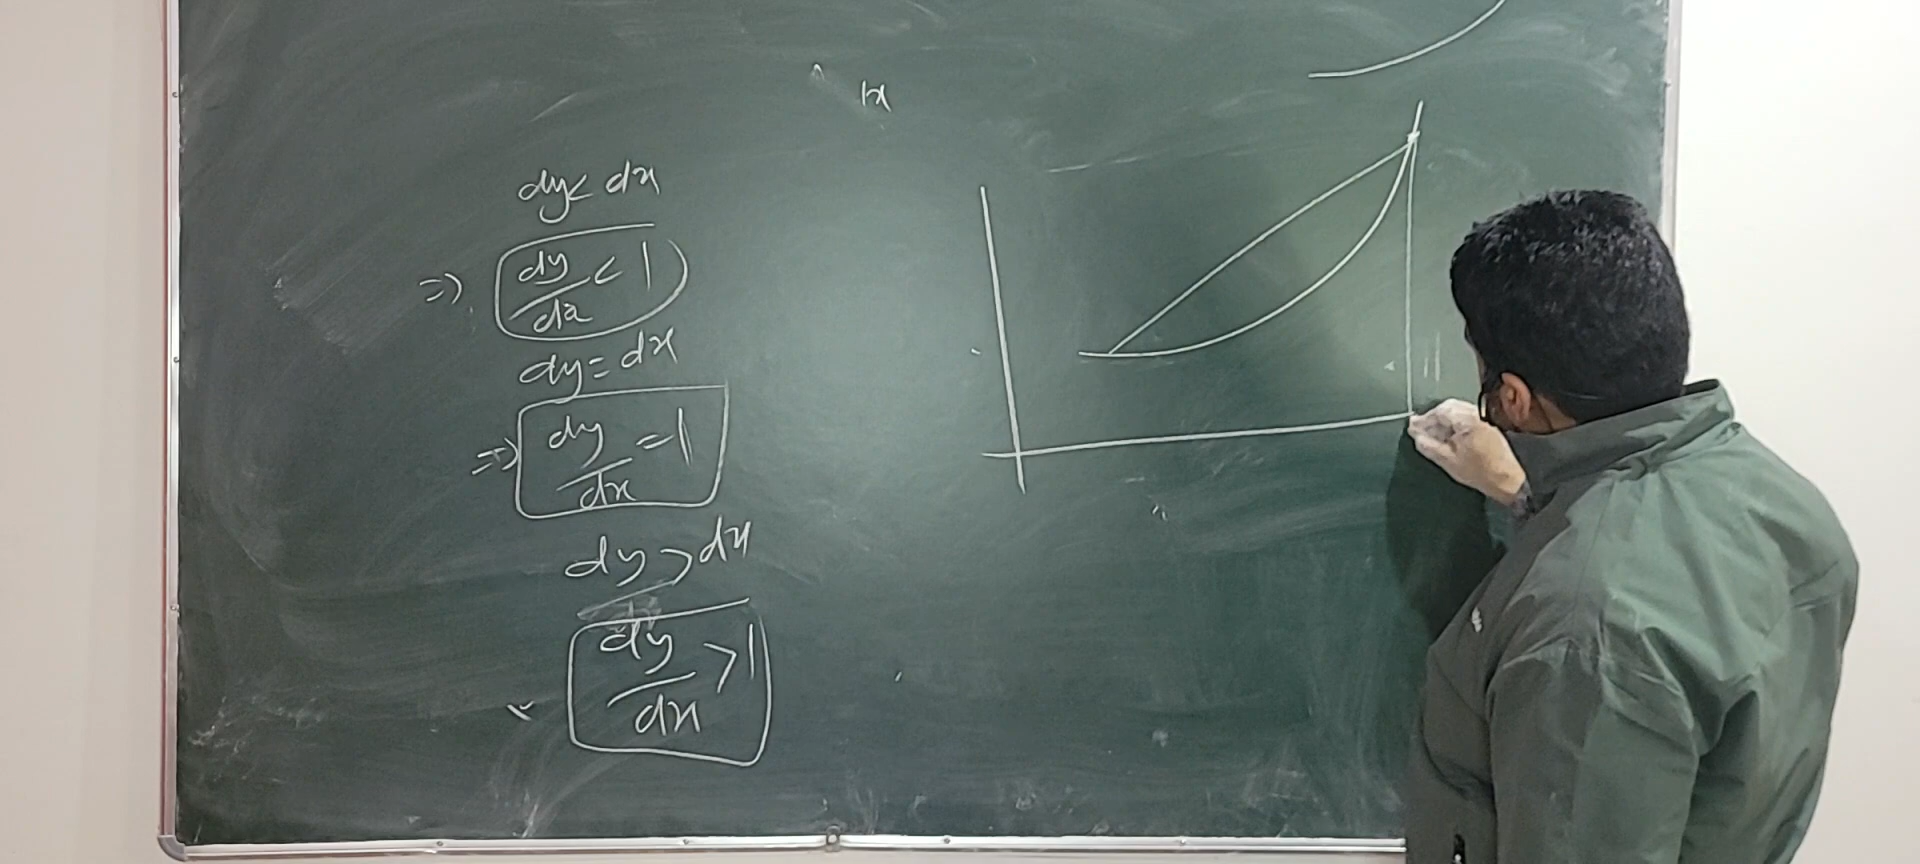 x
dy < dx
=> dy/dx < 1
dy = dx
=> dy/dx = 1
dy > dx
dy/dx > 1